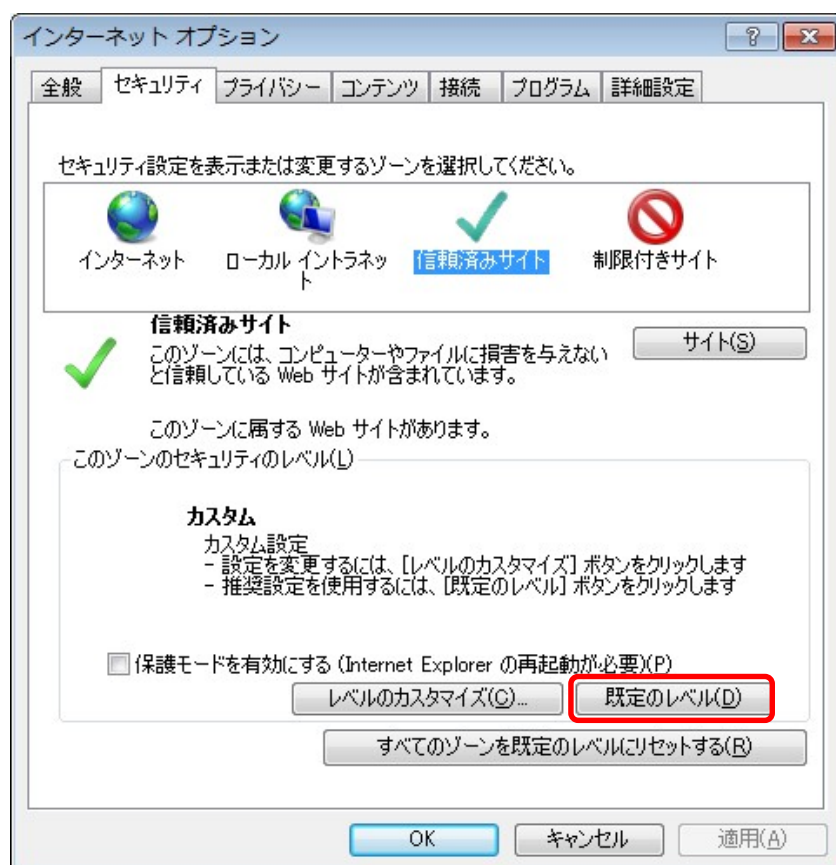 インターネット オプション
?
全般 セキュリティ プライバシー コンテンツ 接続 プログラム 詳細設定
セキュリティ設定を表示または変更するゾーンを選択してください。
インターネット ローカル イントラネッ 信頼済みサイト 制限付きサイト
ト
信頼済みサイト
サイト(S)
このゾーンには、コンピューターやファイルに損害を与えない
と信頼している Web サイトが含まれています。
このゾーンに属する Web サイトがあります。
このゾーンのセキュリティのレベル(L)
カスタム
カスタム設定
- 設定を変更するには、[レベルのカスタマイズ] ボタンをクリックします
- 推奨設定を使用するには、[既定のレベル] ボタンをクリックします
保護モードを有効にする (Internet Explorer の再起動が必要)(P)
レベルのカスタマイズ(C)... 既定のレベル(D)
すべてのゾーンを既定のレベルにリセットする(R)
OK キャンセル 適用(A)